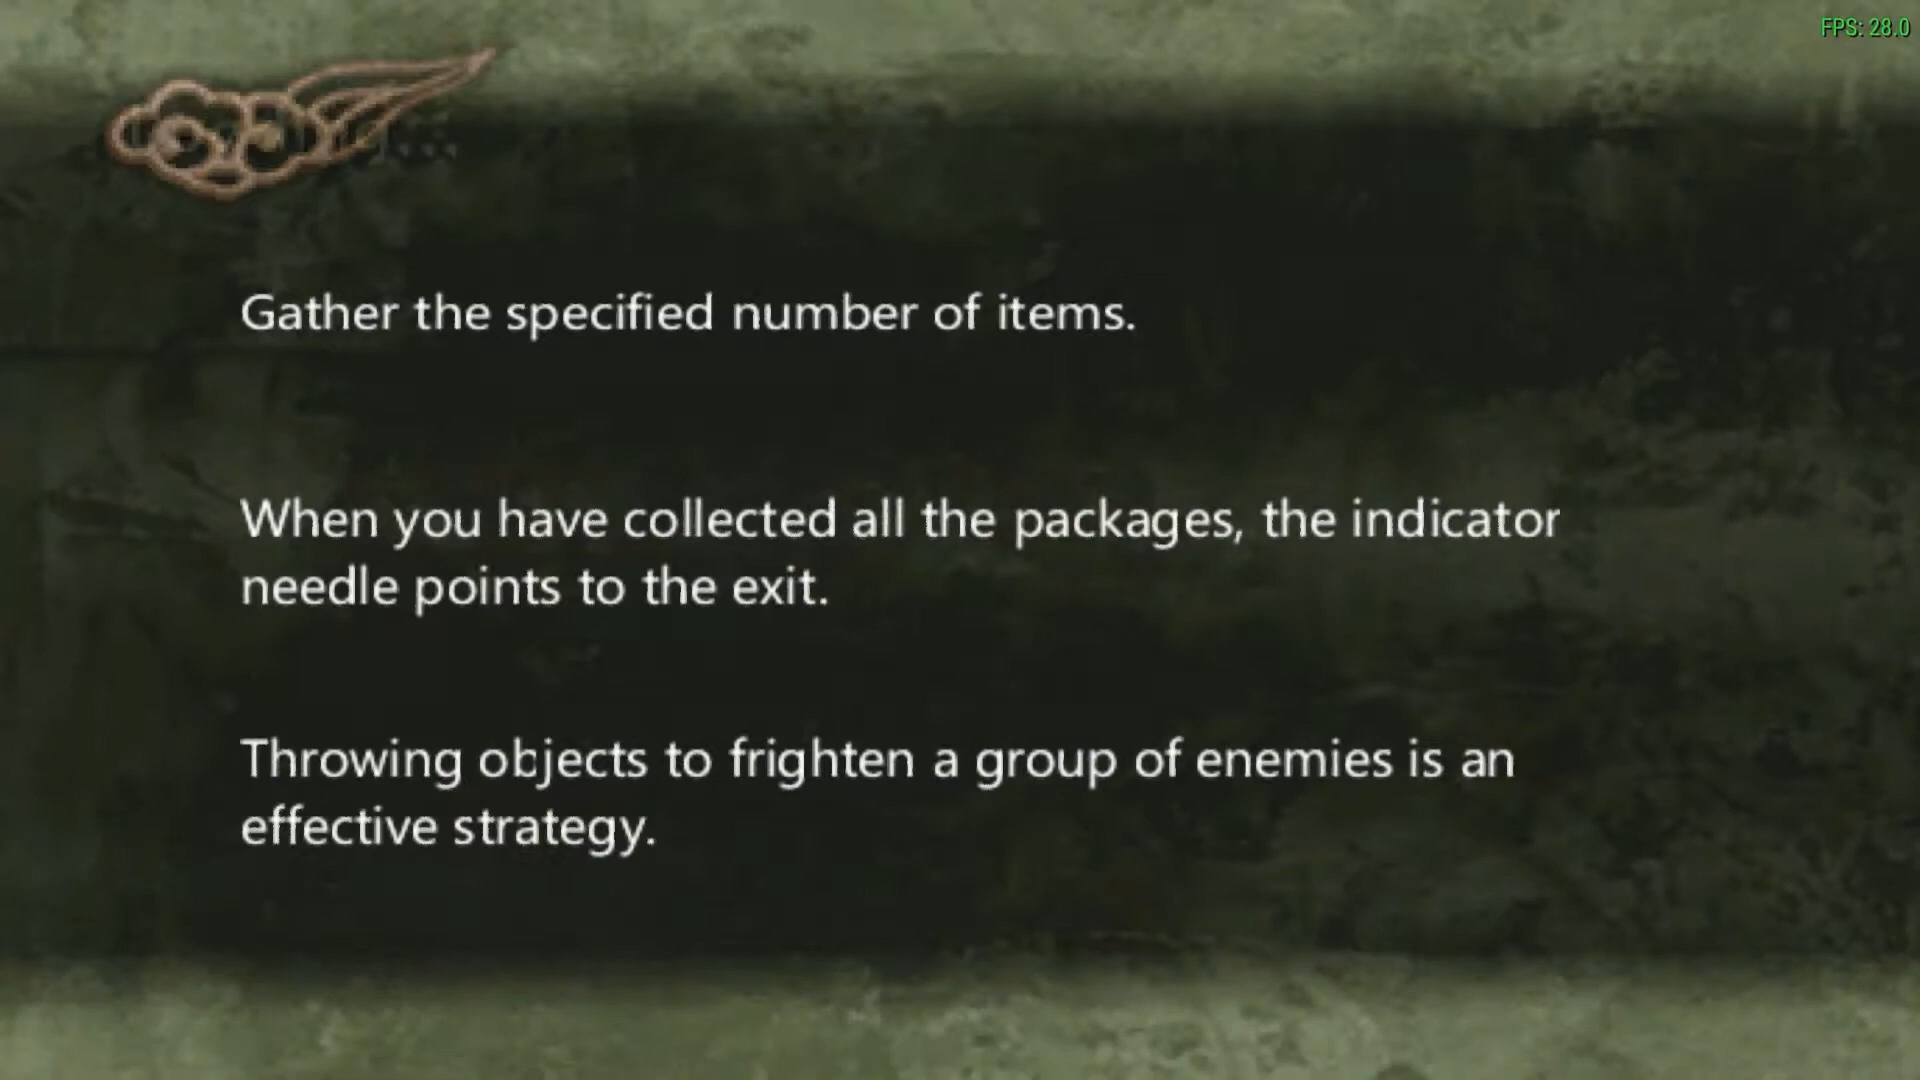 FPS: 28.0
Gather the specified number of items.
When you have collected all the packages, the indicator
needle points to the exit.
Throwing objects to frighten a group of enemies is an
effective strategy.